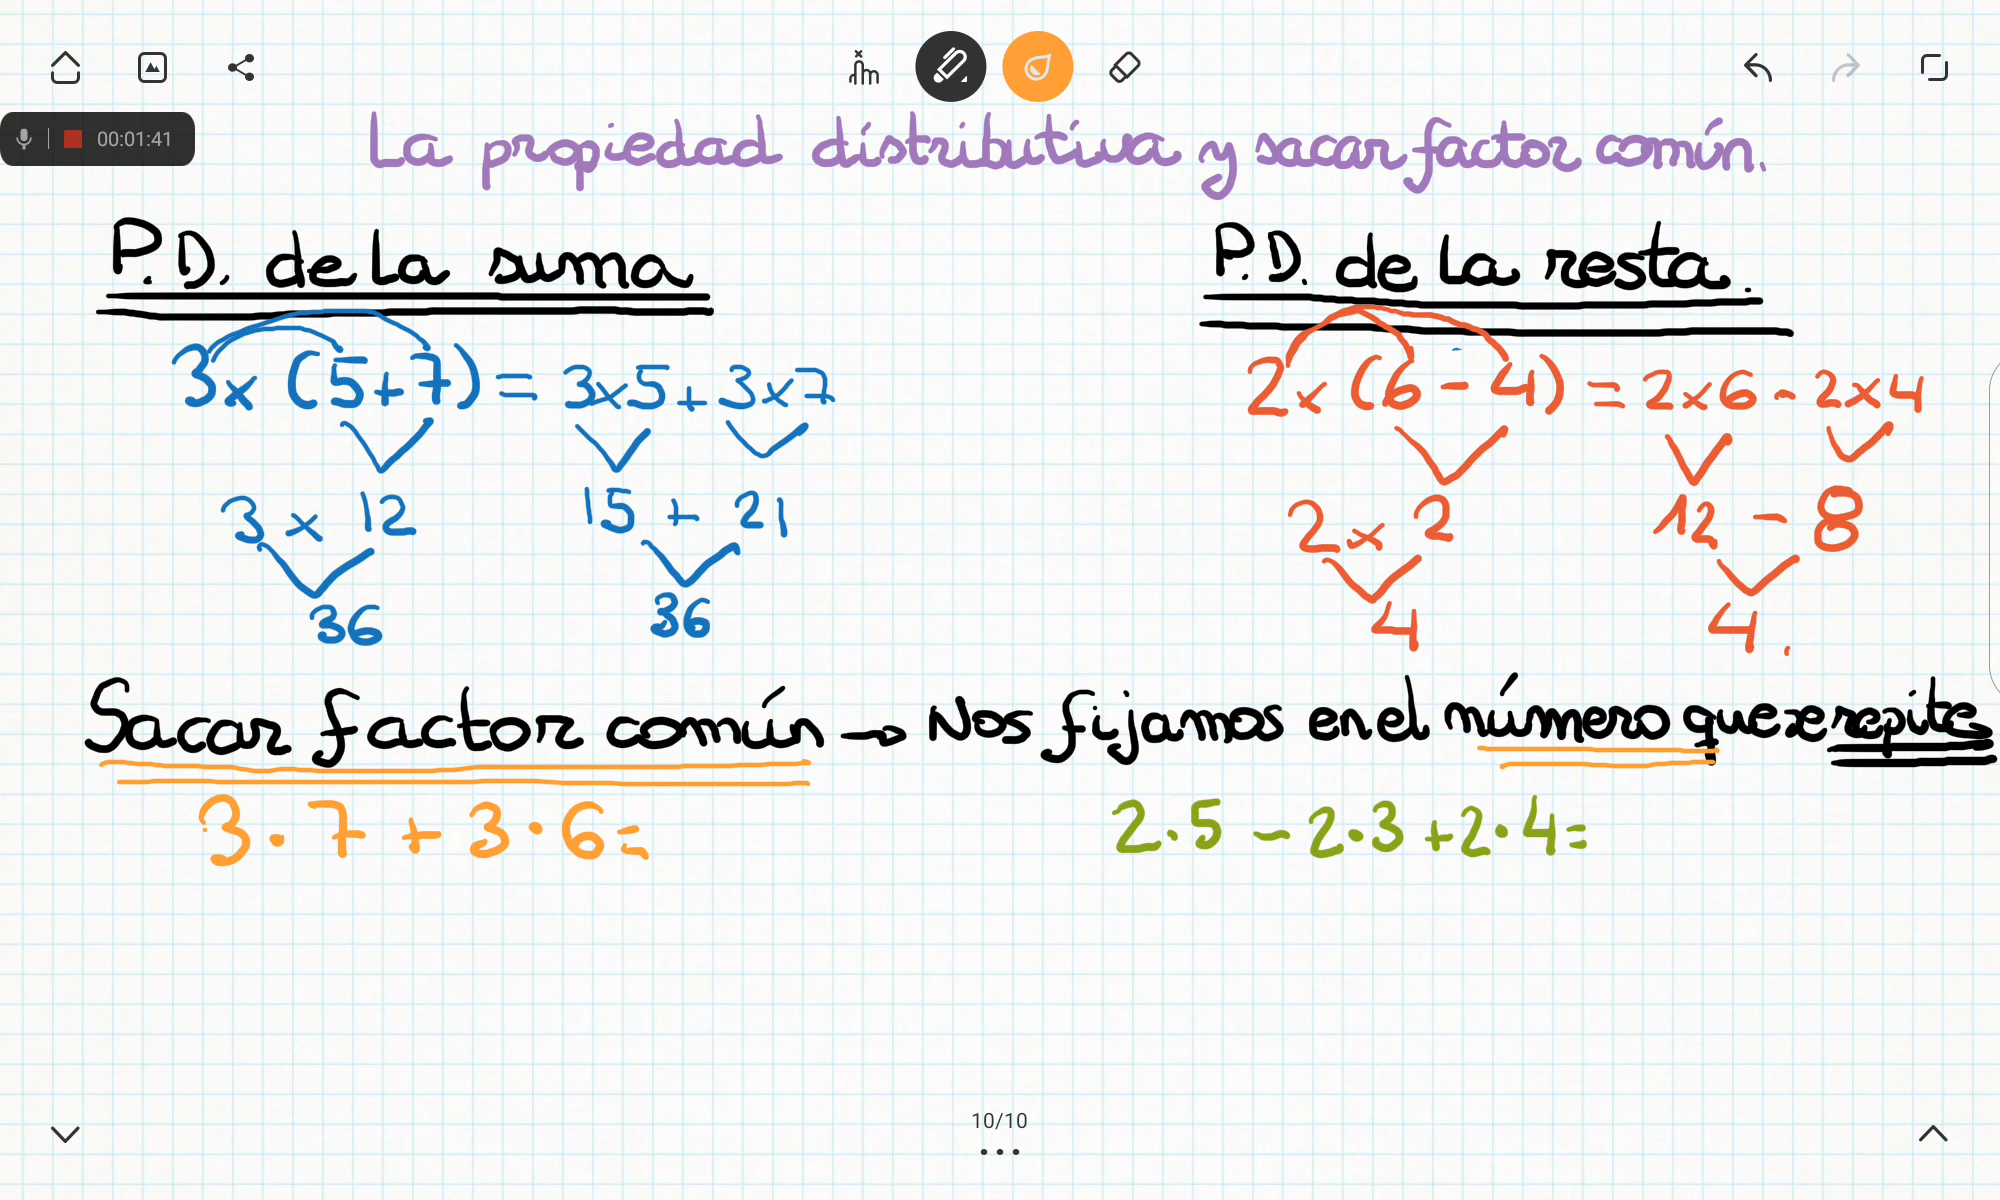 00:01:41
La propiedad distributiva y sacar factor común.
P.D. de la suma
P.D. de la resta.
3x (5+7) = 3x5 + 3x7
2x (6 - 4) = 2x6 - 2x4
3 x 12
15 + 21
2 x 2
12 - 8
36
36
4
4.
Sacar factor común → Nos fijamos en el número que se repite
3·7 + 3·6=
2·5 - 2·3 +2·4=
10/10